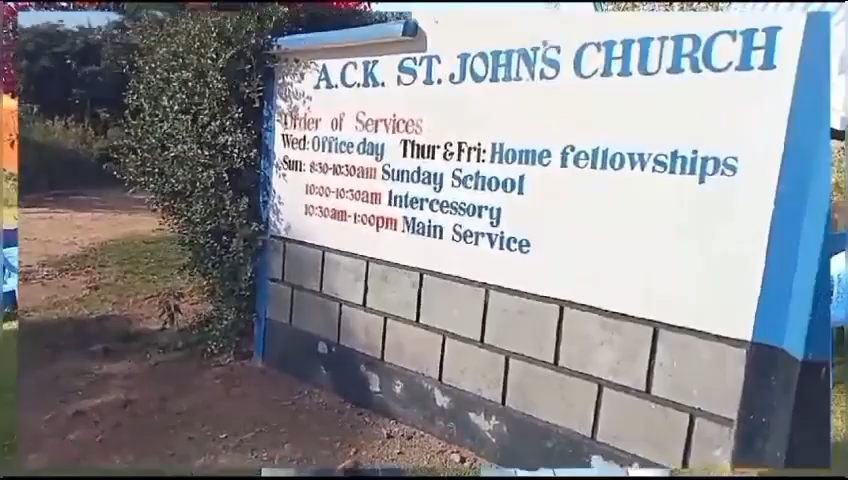 A.C.K. ST. JOHN'S CHURCH
Order of Services
Wed: Office day Thur & Fri: Home fellowships
Sun: 8:30-10:30am Sunday School
10:00-10:30am Intercessory
10:30am-1:00pm Main Service